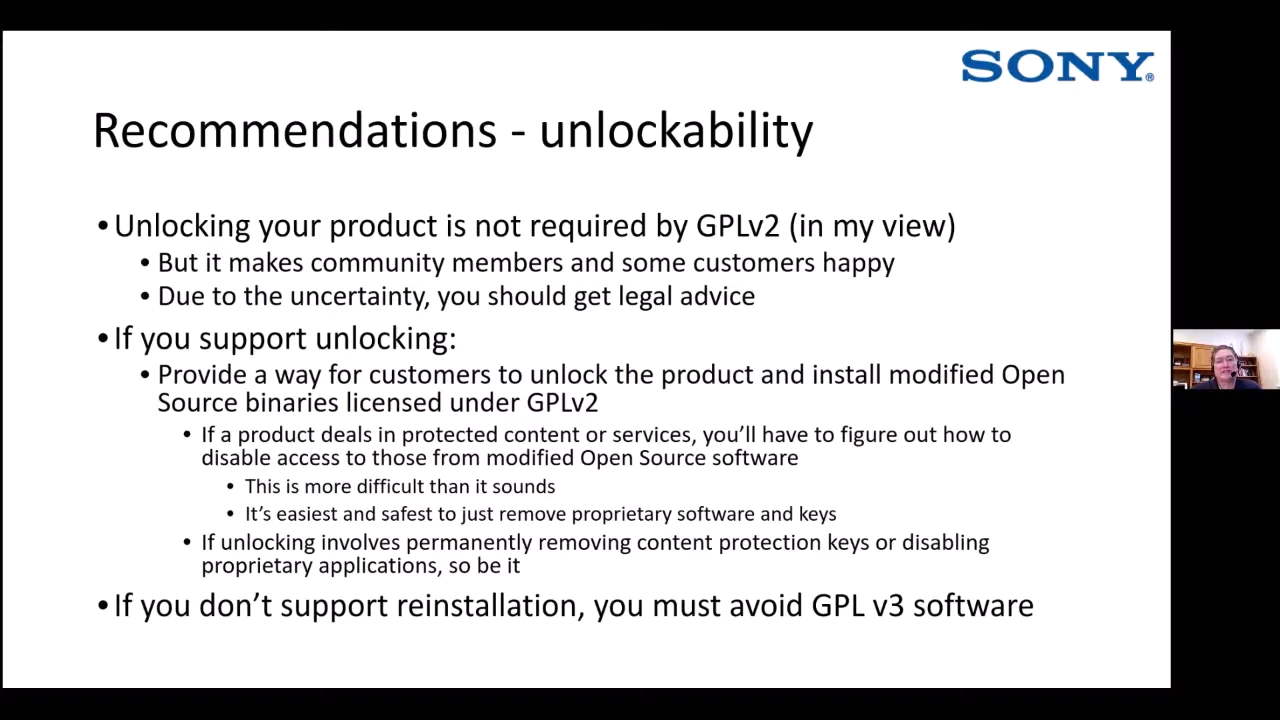 SONY®
Recommendations - unlockability
•Unlocking your product is not required by GPLv2 (in my view)
• But it makes community members and some customers happy
• Due to the uncertainty, you should get legal advice
•If you support unlocking:
• Provide a way for customers to unlock the product and install modified Open
Source binaries licensed under GPLv2
• If a product deals in protected content or services, you’ll have to figure out how to
disable access to those from modified Open Source software
• This is more difficult than it sounds
• It’s easiest and safest to just remove proprietary software and keys
• If unlocking involves permanently removing content protection keys or disabling
proprietary applications, so be it
•If you don’t support reinstallation, you must avoid GPL v3 software